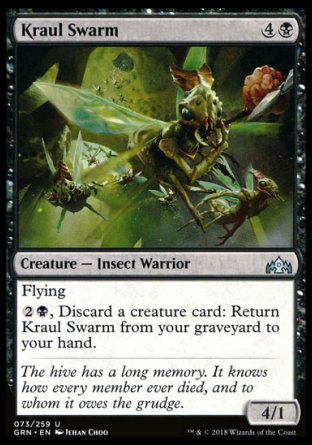 Kraul Swarm 4
Creature — Insect Warrior
Flying
2, Discard a creature card: Return
Kraul Swarm from your graveyard to
your hand.
The hive has a long memory. It knows
how every member ever died, and to
whom it owes the grudge.
4/1
073/259 U
GRN • EN Jehan Choo
™ & © 2018 Wizards of the Coast